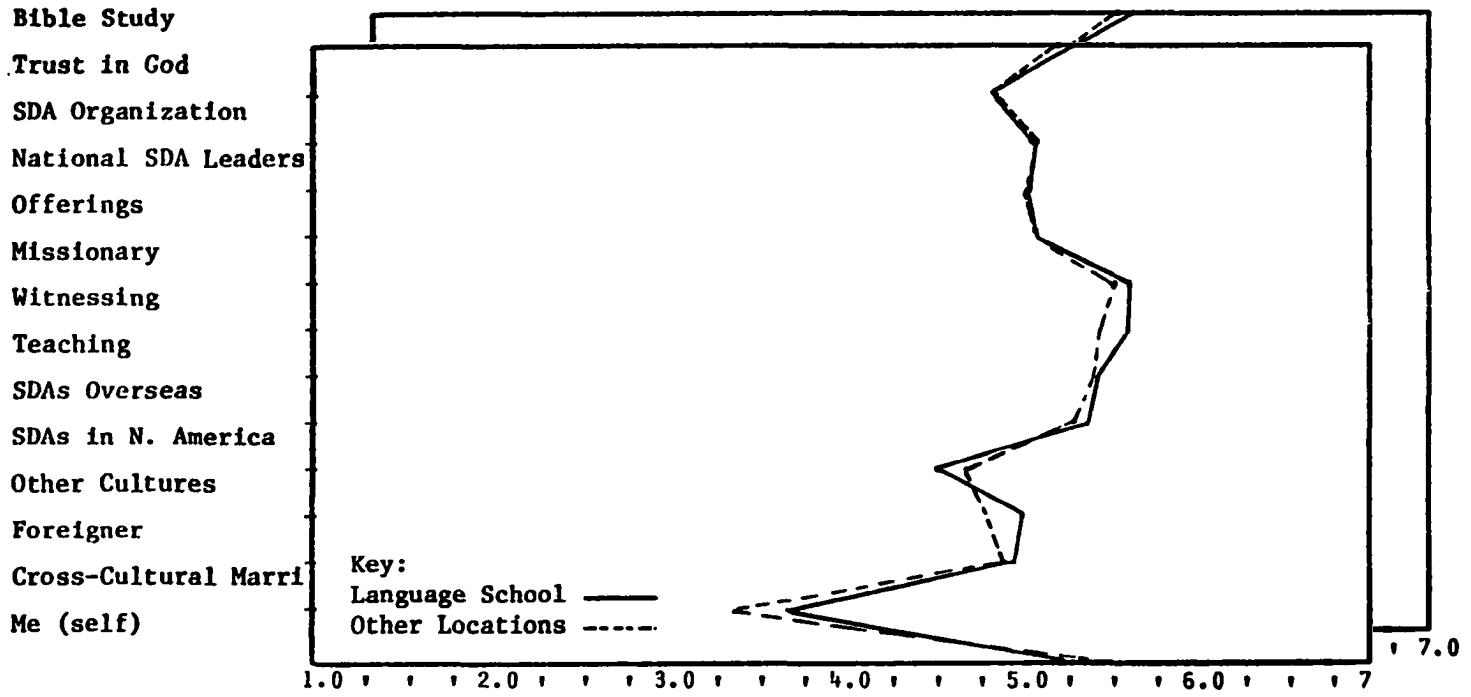 Bible Study
Trust in God
SDA Organization
National SDA Leaders
Offerings
Missionary
Witnessing
Teaching
SDAs Overseas
SDAs in N. America
Other Cultures
Foreigner
Cross-Cultural Marri
Me (self)
Key:
Language School
Other Locations
7.0
1.0 2.0 3.0 4.0 5.0 6.0 7